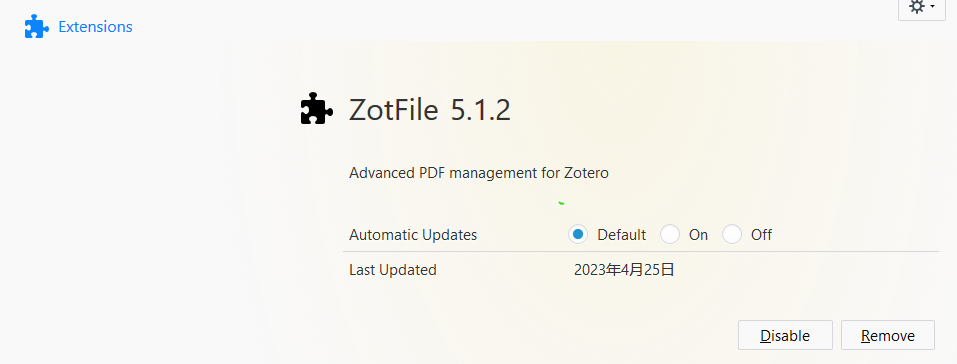 Extensions
ZotFile 5.1.2
Advanced PDF management for Zotero
Automatic Updates Default On Off
Last Updated 2023年4月25日
Disable Remove